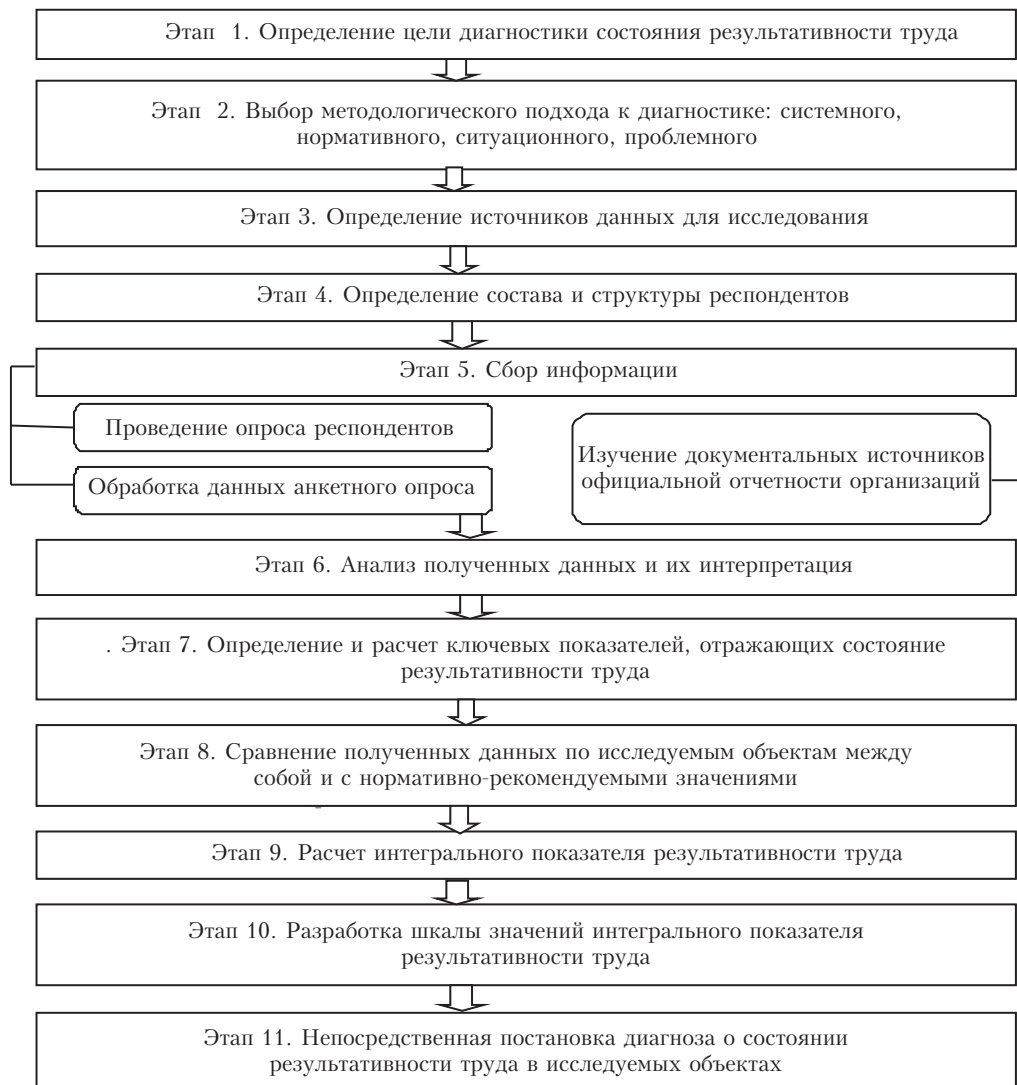 Этап 1. Определение цели диагностики состояния результативности труда
Этап 2. Выбор методологического подхода к диагностике: системного,
нормативного, ситуационного, проблемного
Этап 3. Определение источников данных для исследования
Этап 4. Определение состава и структуры респондентов
Этап 5. Сбор информации
Проведение опроса респондентов
Обработка данных анкетного опроса
Изучение документальных источников
официальной отчетности организаций
Этап 6. Анализ полученных данных и их интерпретация
. Этап 7. Определение и расчет ключевых показателей, отражающих состояние
результативности труда
Этап 8. Сравнение полученных данных по исследуемым объектам между
собой и с нормативно-рекомендуемыми значениями
Этап 9. Расчет интегрального показателя результативности труда
Этап 10. Разработка шкалы значений интегрального показателя
результативности труда
Этап 11. Непосредственная постановка диагноза о состоянии
результативности труда в исследуемых объектах